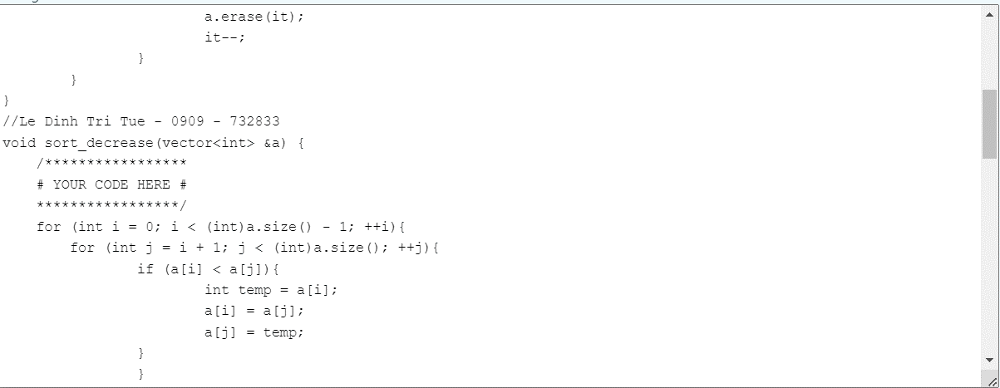 a.erase(it);
it--;
}
}
}
//Le Dinh Tri Tue - 0909 - 732833
void sort_decrease(vector<int> &a) {
/*****************
# YOUR CODE HERE #
*****************/
for (int i = 0; i < (int)a.size() - 1; ++i){
for (int j = i + 1; j < (int)a.size(); ++j){
if (a[i] < a[j]){
int temp = a[i];
a[i] = a[j];
a[j] = temp;
}
}